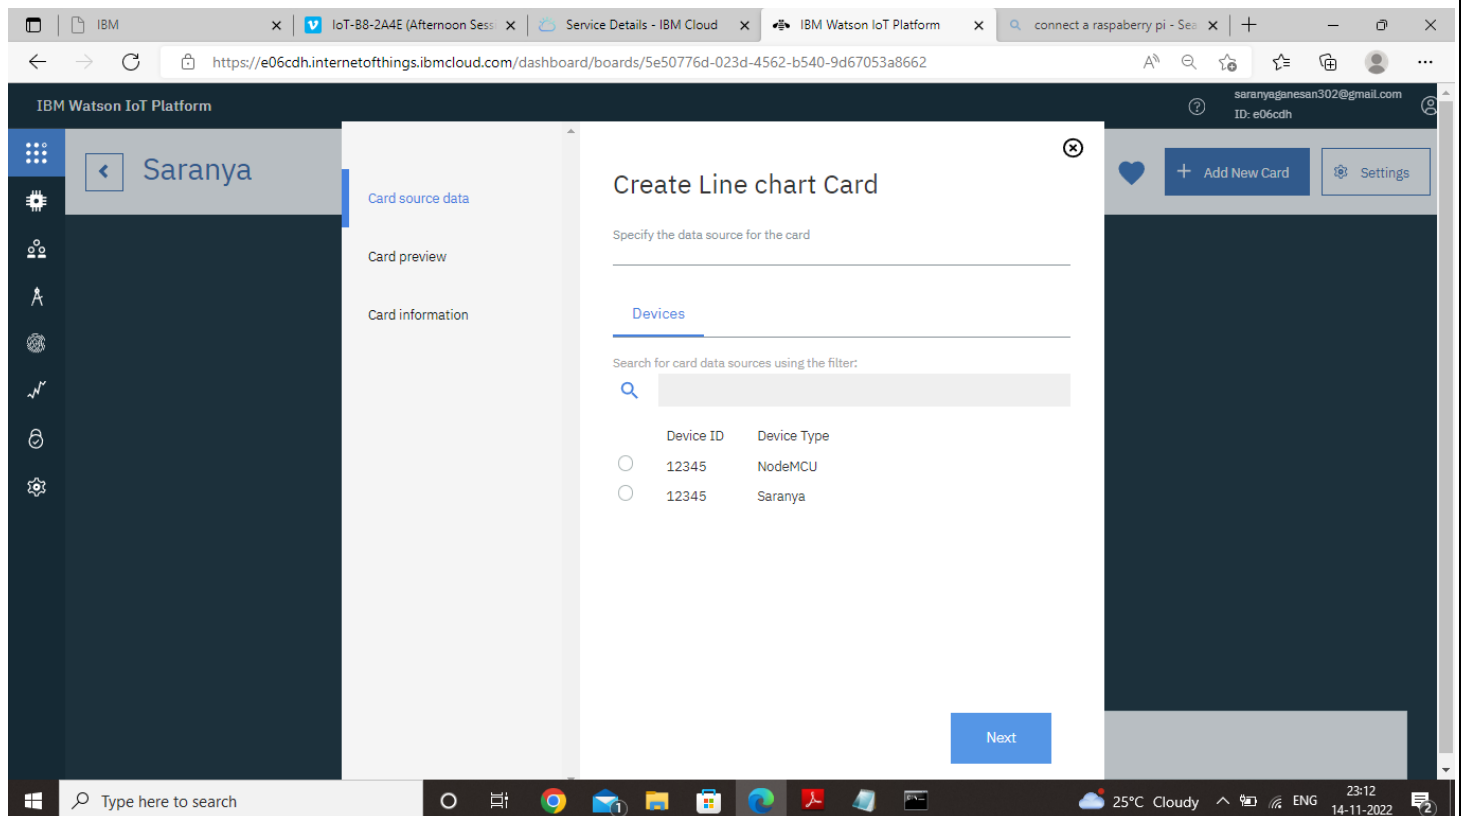 IBM
IoT-B8-2A4E (Afternoon Sess
Service Details - IBM Cloud
IBM Watson IoT Platform
connect a raspaberry pi - Sea
https://e06cdh.internetofthings.ibmcloud.com/dashboard/boards/5e50776d-023d-4562-b540-9d67053a8662
IBM Watson IoT Platform
saranyaganesan302@gmail.com
ID: e06cdh
Saranya
Add New Card
Settings
Card source data
Card preview
Card information
Create Line chart Card
Specify the data source for the card
Devices
Search for card data sources using the filter:
Device ID Device Type
12345 NodeMCU
12345 Saranya
Next
Type here to search
25°C Cloudy
ENG
23:12
14-11-2022